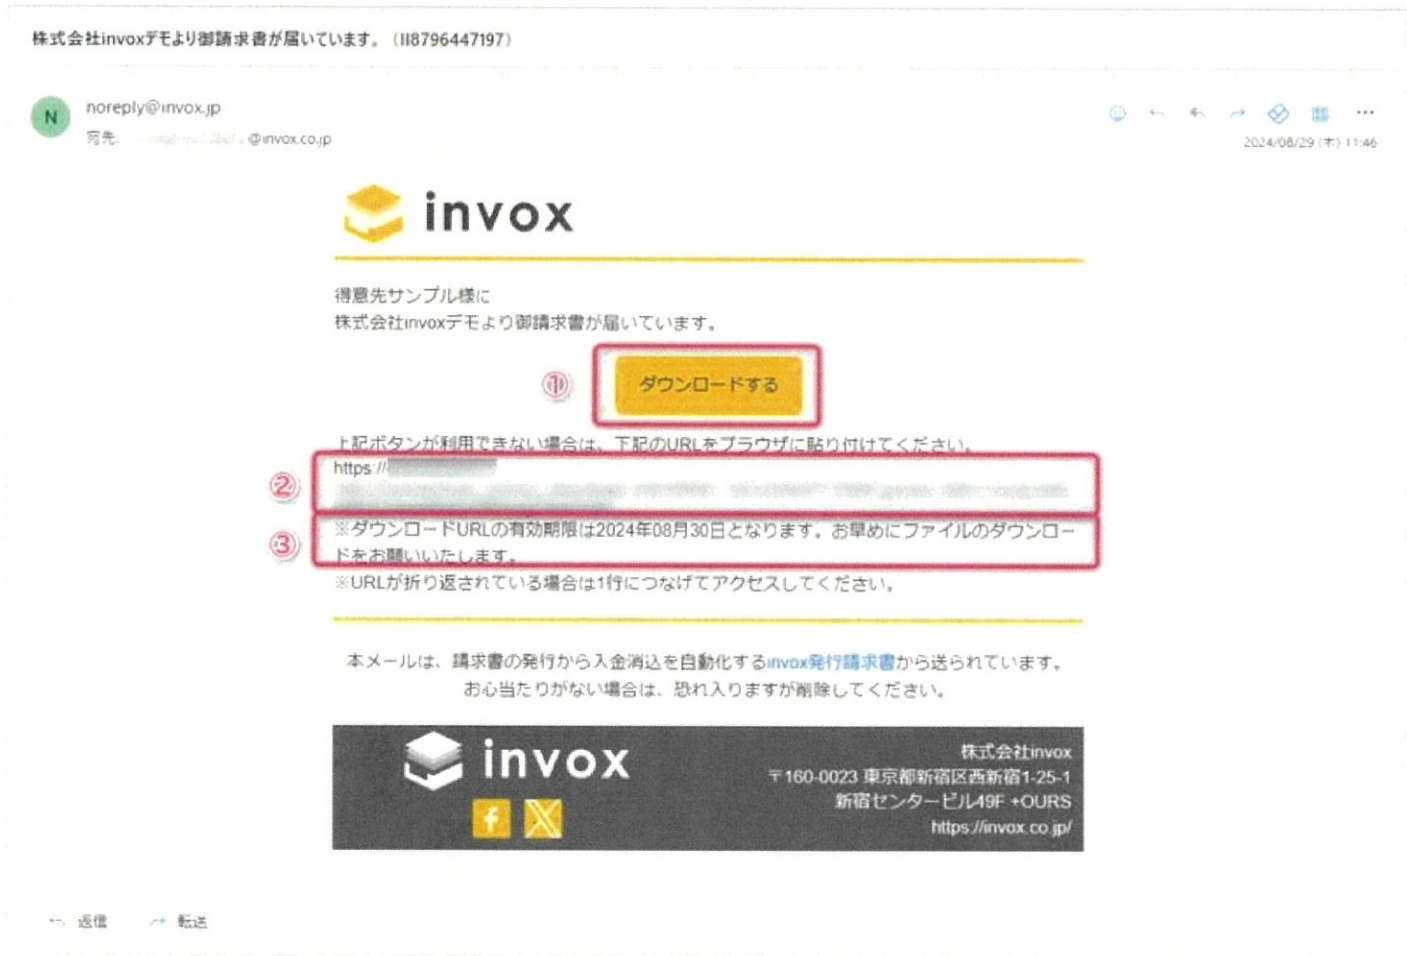 株式会社invoxデモより御請求書が届いています。（II8796447197）
N
noreply@invox.jp
宛先: @invox.co.jp
2024/08/29 (木) 11:46
invox
得意先サンプル様に
株式会社invoxデモより御請求書が届いています。
① ダウンロードする
上記ボタンが利用できない場合は、下記のURLをブラウザに貼り付けてください。
② https://
③ ※ダウンロードURLの有効期限は2024年08月30日となります。お早めにファイルのダウンロー
ドをお願いいたします。
※URLが折り返されている場合は1行につなげてアクセスしてください。
本メールは、請求書の発行から入金消込を自動化するinvox発行請求書から送られています。
お心当たりがない場合は、恐れ入りますが削除してください。
invox
株式会社invox
〒160-0023 東京都新宿区西新宿1-25-1
新宿センタービル49F +OURS
https://invox.co.jp/
返信 転送